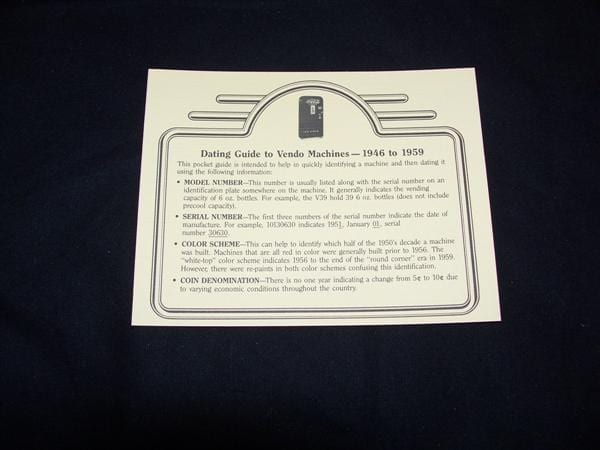 Dating Guide to Vendo Machines — 1946 to 1959
This pocket guide is intended to help in quickly identifying a machine and then dating it
using the following information:
• MODEL NUMBER—This number is usually listed along with the serial number on an
identification plate somewhere on the machine. It generally indicates the vending
capacity of 6 oz. bottles. For example, the V39 hold 39 6 oz. bottles (does not include
precool capacity).
• SERIAL NUMBER—The first three numbers of the serial number indicate the date of
manufacture. For example, 10130630 indicates 1951, January 01, serial
number 30630.
• COLOR SCHEME—This can help to identify which half of the 1950's decade a machine
was built. Machines that are all red in color were generally built prior to 1956. The
"white-top" color scheme indicates 1956 to the end of the "round corner" era in 1959.
However, there were re-paints in both color schemes confusing this identification.
• COIN DENOMINATION—There is no one year indicating a change from 5¢ to 10¢ due
to varying economic conditions throughout the country.